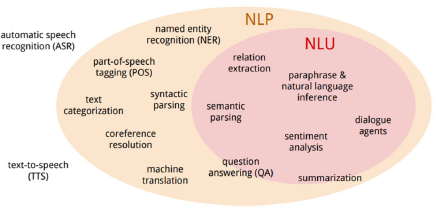 NLP
NLU
automatic speech
recognition (ASR)
named entity
recognition (NER)
relation
extraction
part-of-speech
tagging (POS)
paraphrase &
natural language
inference
text
categorization
syntactic
parsing
semantic
parsing
dialogue
agents
coreference
resolution
sentiment
analysis
text-to-speech
(TTS)
machine
translation
question
answering (QA)
summarization